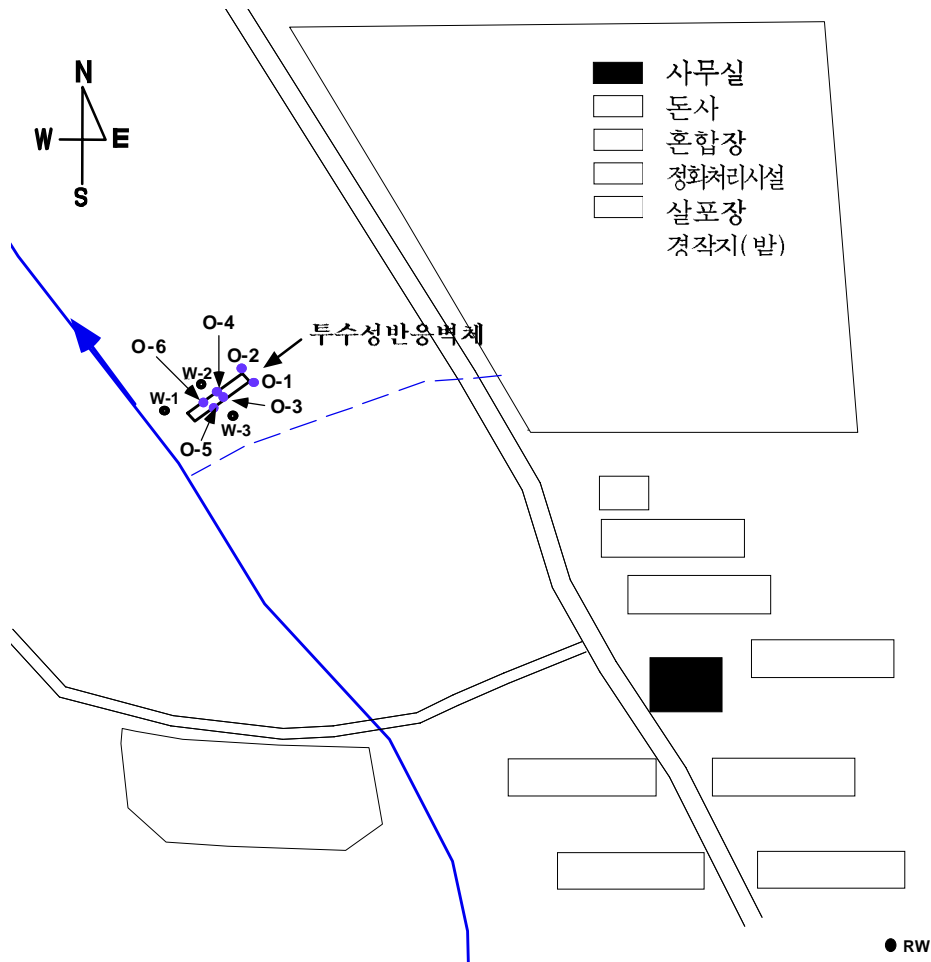 N
W E
S
사무실
돈사
혼합장
정화처리시설
살포장
경작지(밭)
투수성반응벽체
O-4
O-6
O-2
W-2
O-1
W-1
O-3
W-3
O-5
RW